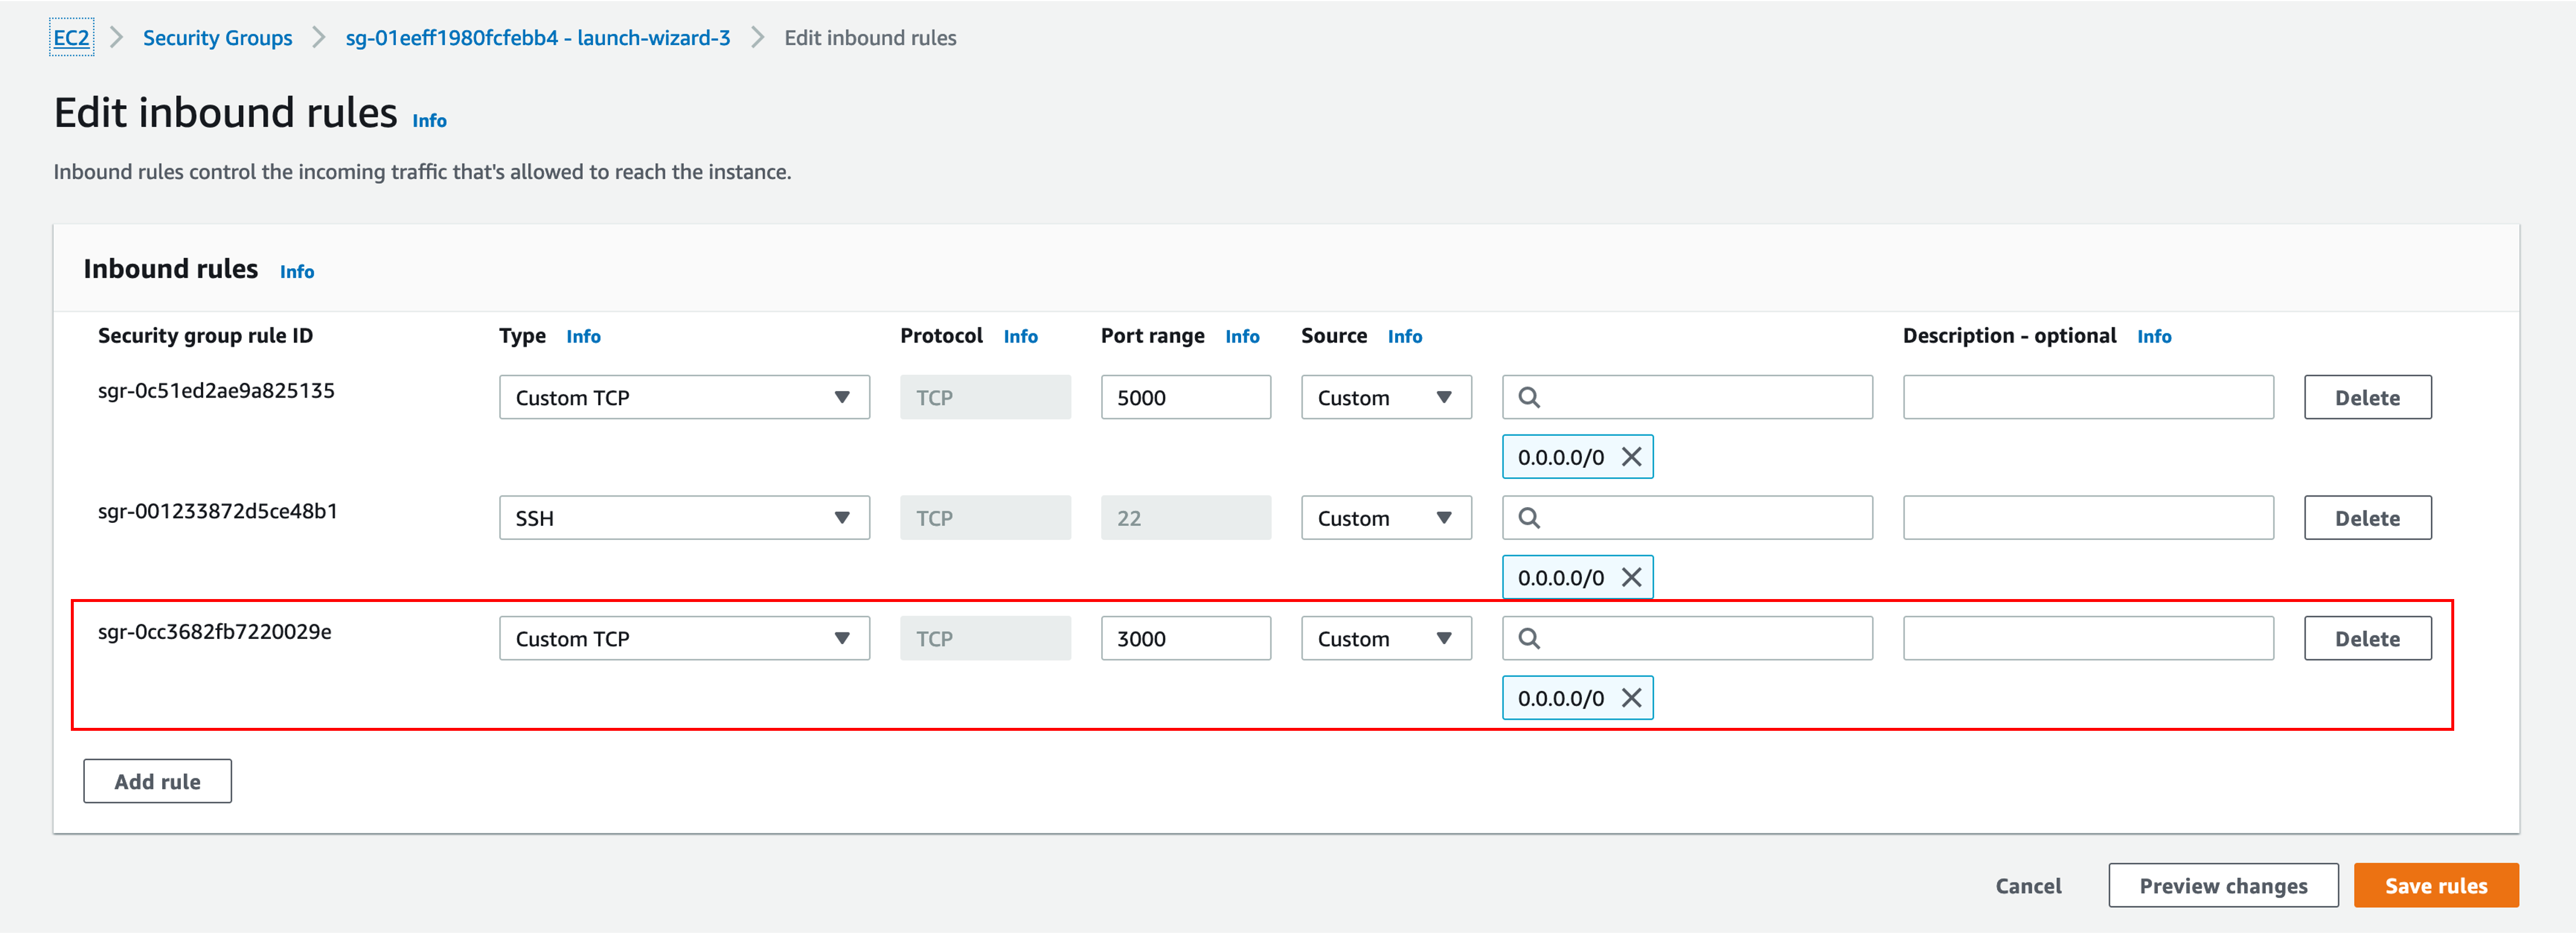 EC2 > Security Groups > sg-01eeff1980fcfebb4 - launch-wizard-3 > Edit inbound rules
Edit inbound rules Info
Inbound rules control the incoming traffic that's allowed to reach the instance.
Inbound rules Info
Security group rule ID Type Info Protocol Info Port range Info Source Info Description - optional Info
sgr-0c51ed2ae9a825135 Custom TCP TCP 5000 Custom Delete
0.0.0.0/0
sgr-001233872d5ce48b1 SSH TCP 22 Custom Delete
0.0.0.0/0
sgr-0cc3682fb7220029e Custom TCP TCP 3000 Custom Delete
0.0.0.0/0
Add rule
Cancel Preview changes Save rules